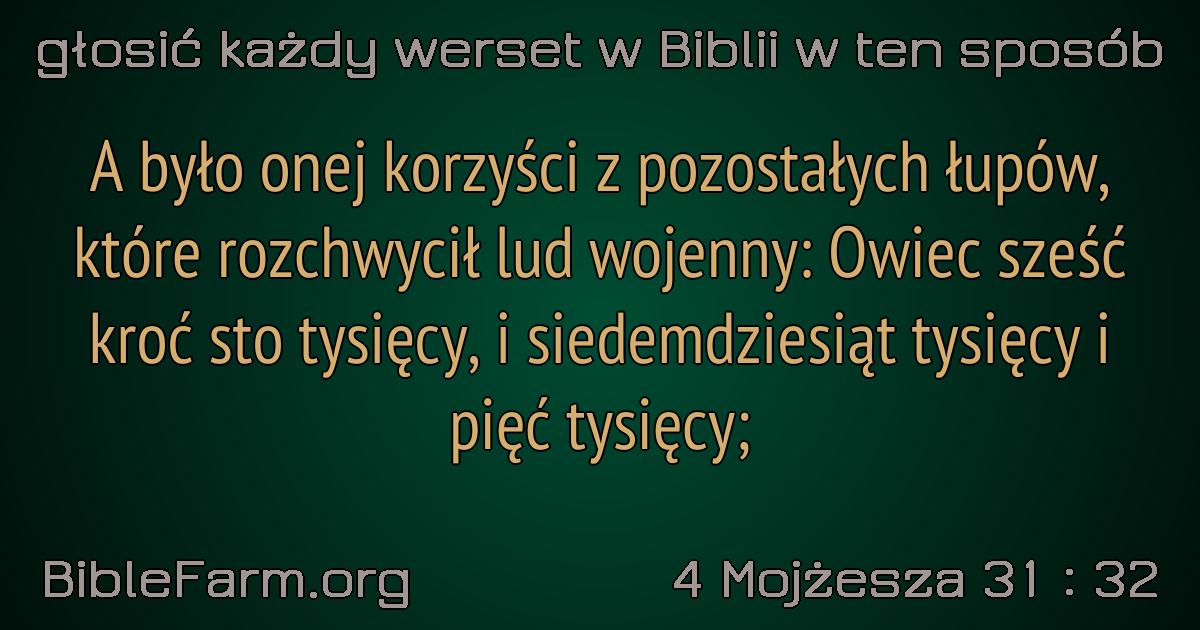 głosić każdy werset w Biblii w ten sposób
A było onej korzyści z pozostałych łupów,
które rozchwycił lud wojenny: Owiec sześć
kroć sto tysięcy, i siedemdziesiąt tysięcy i
pięć tysięcy;
BibleFarm.org
4 Mojżesza 31 : 32